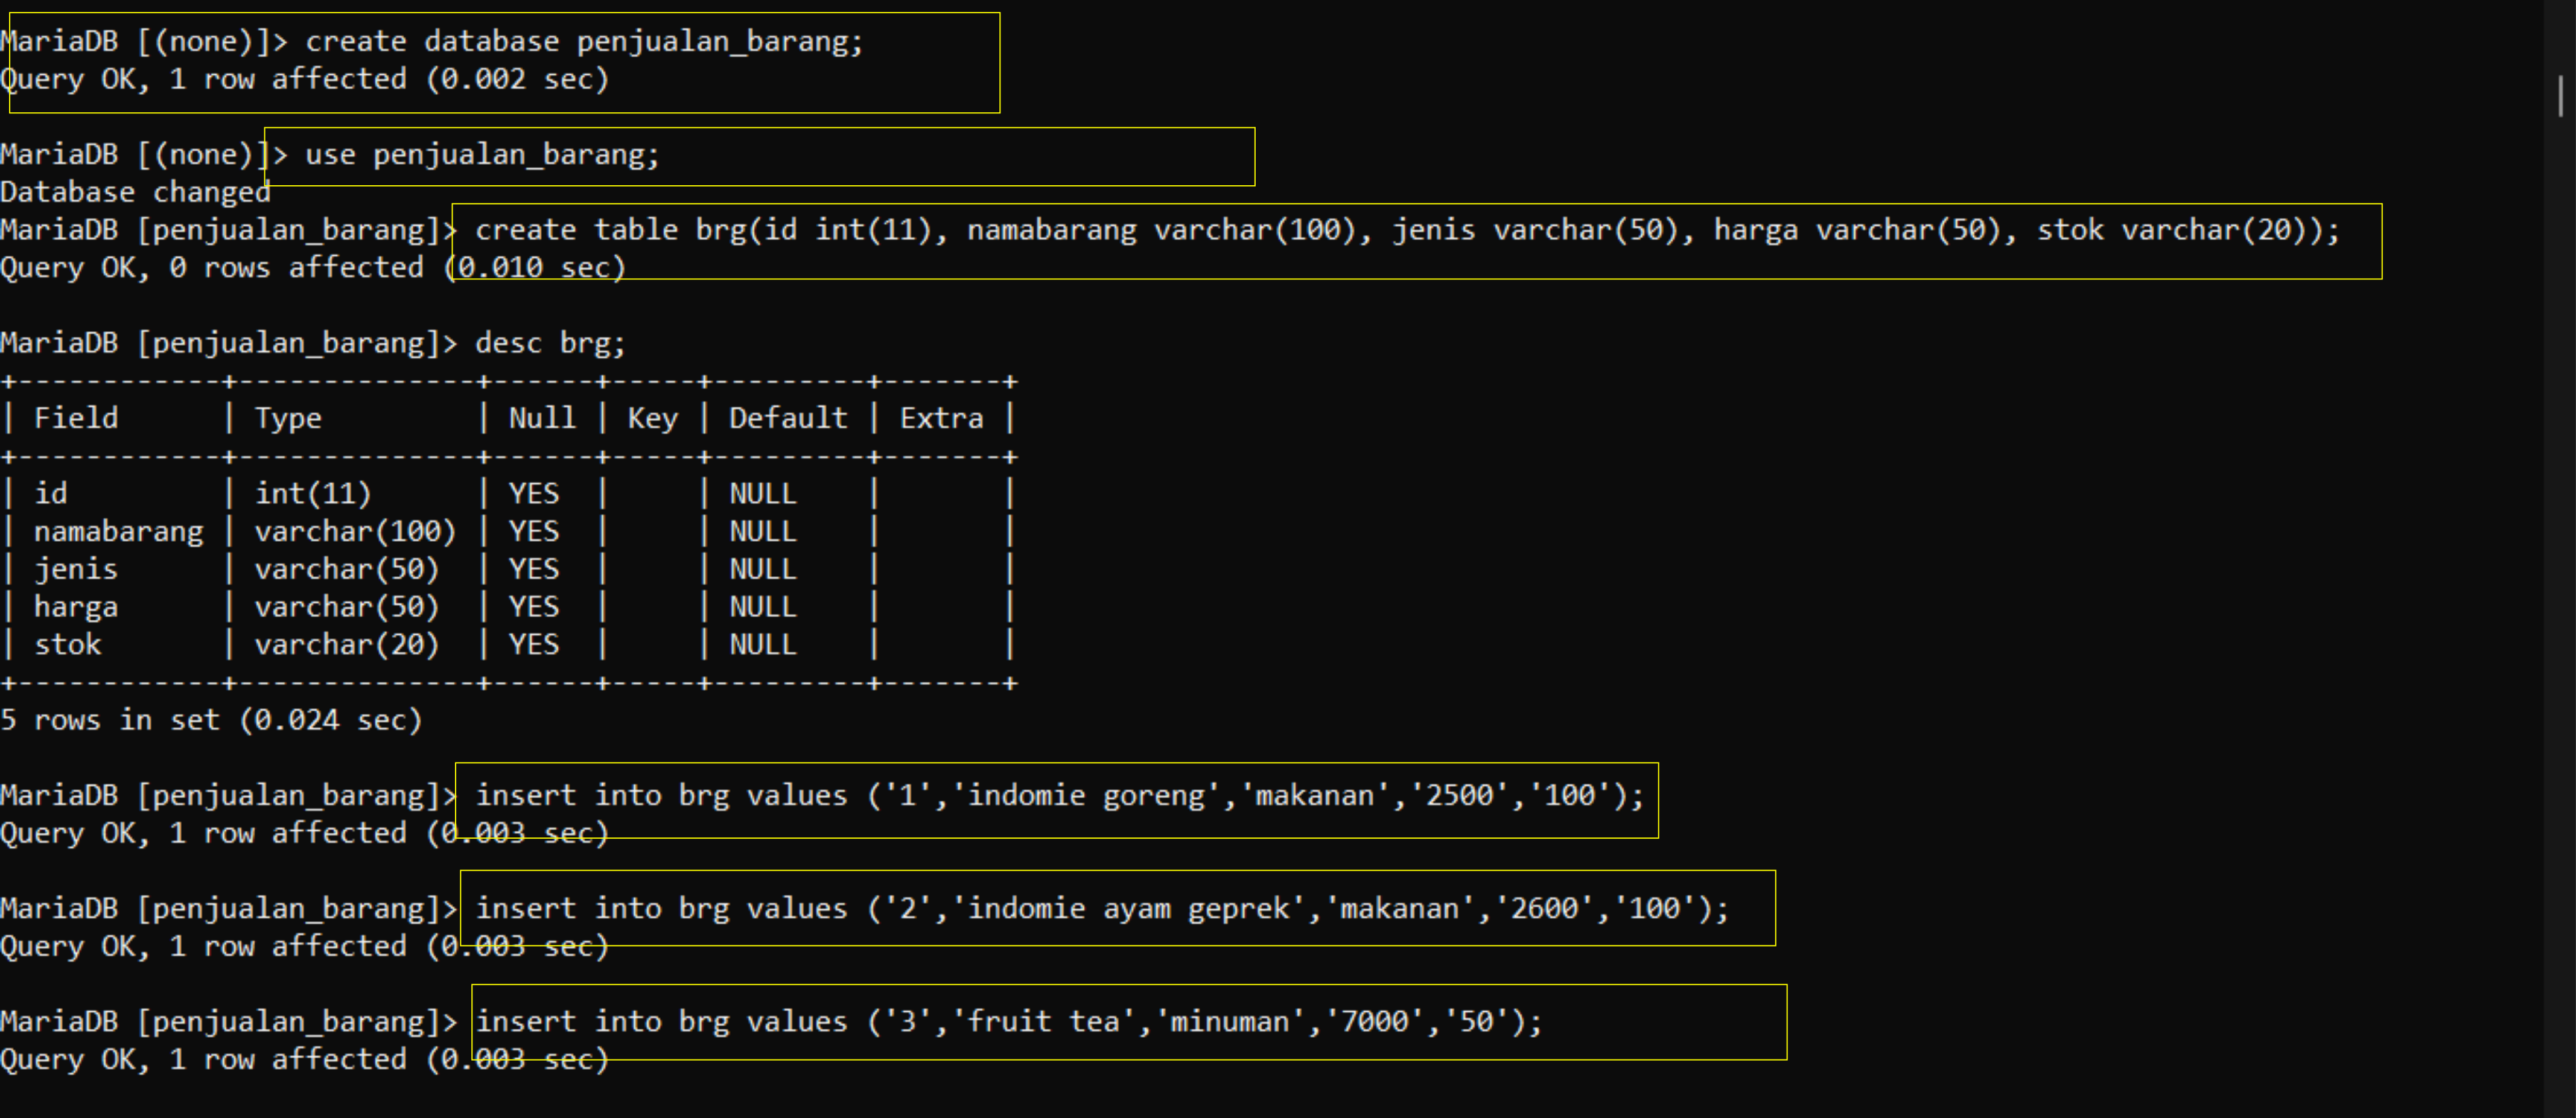 MariaDB [(none)]> create database penjualan_barang;
Query OK, 1 row affected (0.002 sec)
MariaDB [(none)]> use penjualan_barang;
Database changed
MariaDB [penjualan_barang]> create table brg(id int(11), namabarang varchar(100), jenis varchar(50), harga varchar(50), stok varchar(20));
Query OK, 0 rows affected (0.010 sec)
MariaDB [penjualan_barang]> desc brg;
+------------+--------------+------+-----+---------+-------+
| Field      | Type         | Null | Key | Default | Extra |
+------------+--------------+------+-----+---------+-------+
| id         | int(11)      | YES  |     | NULL    |       |
| namabarang | varchar(100) | YES  |     | NULL    |       |
| jenis      | varchar(50)  | YES  |     | NULL    |       |
| harga      | varchar(50)  | YES  |     | NULL    |       |
| stok       | varchar(20)  | YES  |     | NULL    |       |
+------------+--------------+------+-----+---------+-------+
5 rows in set (0.024 sec)
MariaDB [penjualan_barang]> insert into brg values ('1','indomie goreng','makanan','2500','100');
Query OK, 1 row affected (0.003 sec)
MariaDB [penjualan_barang]> insert into brg values ('2','indomie ayam geprek','makanan','2600','100');
Query OK, 1 row affected (0.003 sec)
MariaDB [penjualan_barang]> insert into brg values ('3','fruit tea','minuman','7000','50');
Query OK, 1 row affected (0.003 sec)